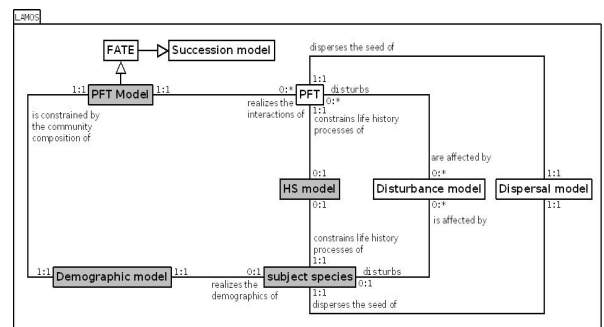 LAMOS
FATE
Succession model
disperses the seed of
1:1
1:1
PFT Model
1:1
0:*
PFT
disturbs
0:*
realizes the
interactions of
1:1
constrains life history
processes of
is constrained by
the community
composition of
are affected by
0:1
0:*
1:1
HS model
Disturbance model
Dispersal model
0:1
0:*
1:1
is affected by
constrains life history
processes of
1:1
1:1
Demographic model
1:1
0:1
subject species
disturbs
0:1
realizes the
demographics of
1:1
disperses the seed of